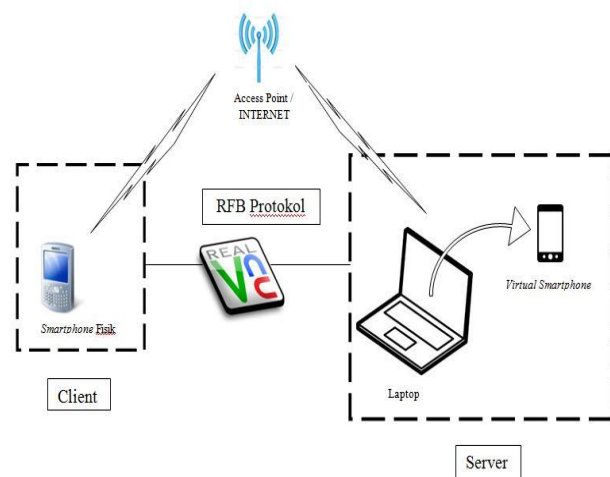 Access Point /
INTERNET
RFB Protokol
REAL
Vnc
Smartphone Fisik
Virtual Smartphone
Laptop
Client
Server